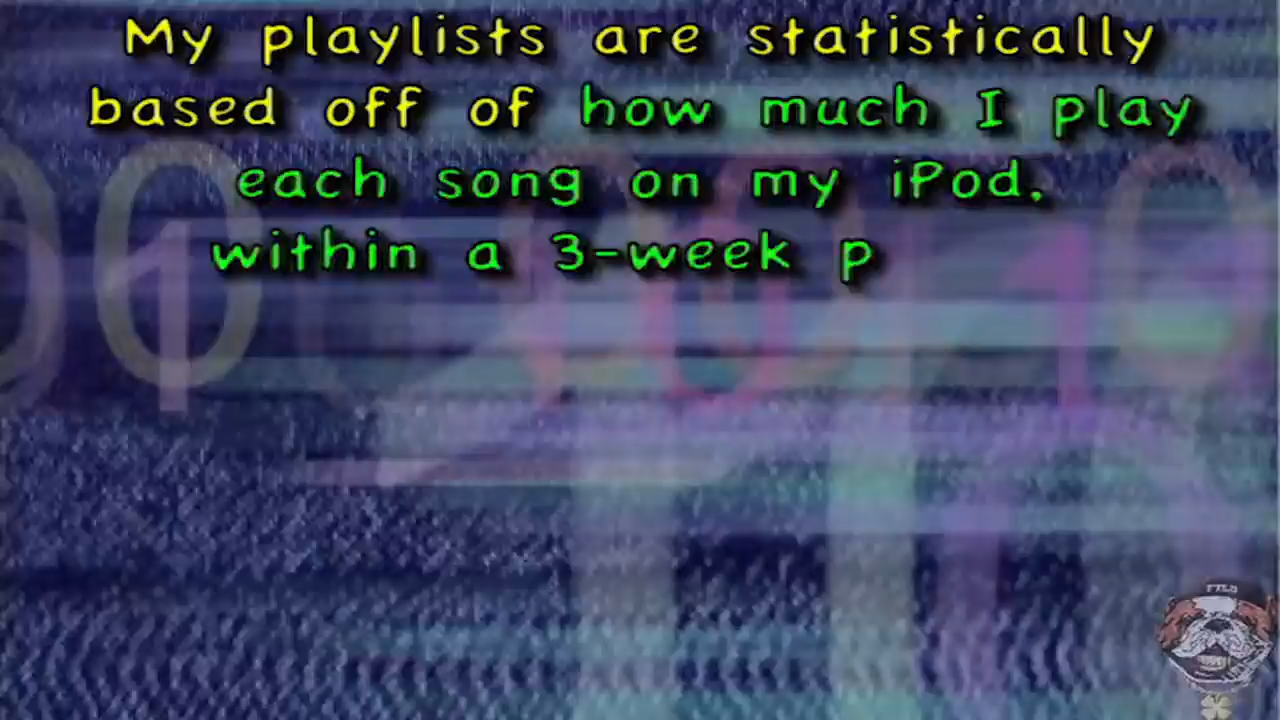 My playlists are statistically
based off of how much I play
each song on my iPod.
within a 3-week p